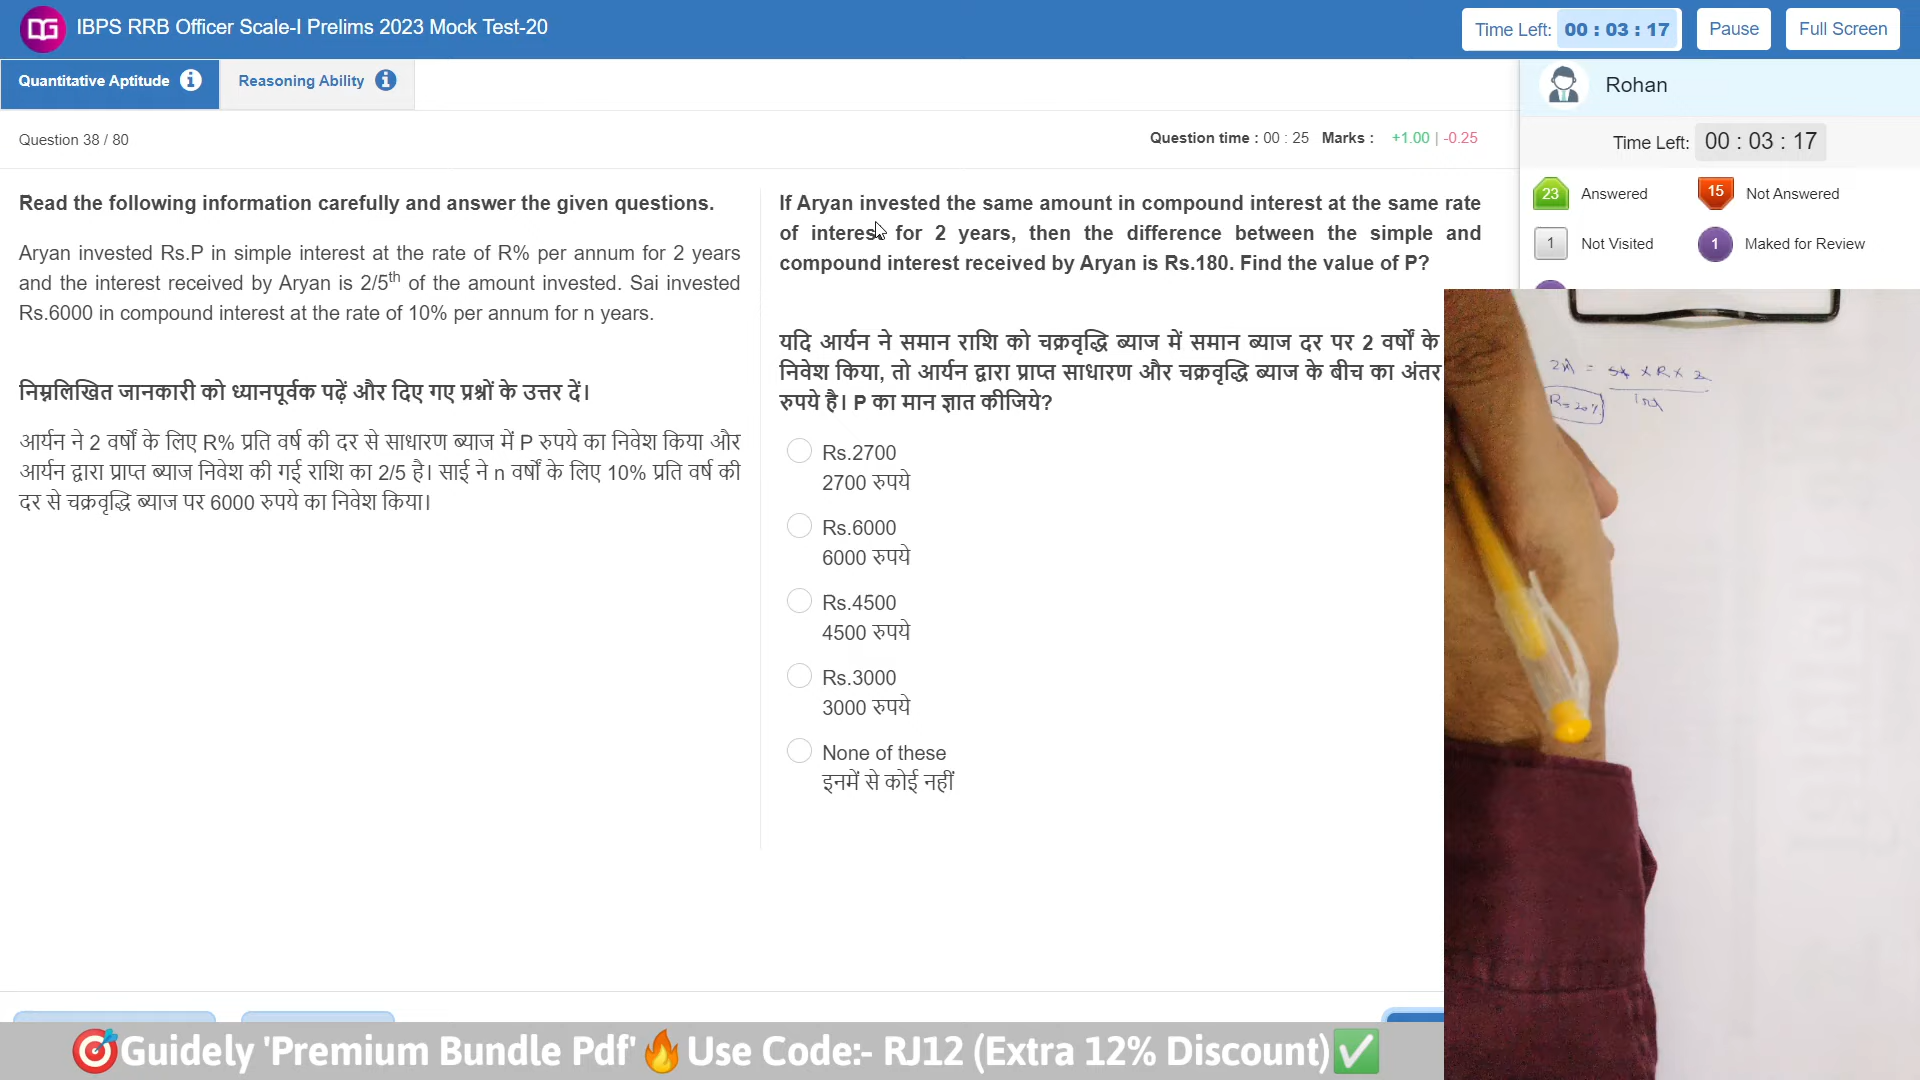 IBPS RRB Officer Scale-I Prelims 2023 Mock Test-20
Time Left: 00 : 03 : 17
Pause
Full Screen
Quantitative Aptitude
Reasoning Ability
Rohan
Question 38 / 80
Question time : 00 : 25 Marks : +1.00 | -0.25
Time Left: 00 : 03 : 17
23 Answered
15 Not Answered
1 Not Visited
1 Maked for Review
Read the following information carefully and answer the given questions.
Aryan invested Rs.P in simple interest at the rate of R% per annum for 2 years
and the interest received by Aryan is 2/5th of the amount invested. Sai invested
Rs.6000 in compound interest at the rate of 10% per annum for n years.
निम्नलिखित जानकारी को ध्यानपूर्वक पढ़ें और दिए गए प्रश्नों के उत्तर दें।
आर्यन ने 2 वर्षों के लिए R% प्रति वर्ष की दर से साधारण ब्याज में P रुपये का निवेश किया और
आर्यन द्वारा प्राप्त ब्याज निवेश की गई राशि का 2/5 है। साई ने n वर्षों के लिए 10% प्रति वर्ष की
दर से चक्रवृद्धि ब्याज पर 6000 रुपये का निवेश किया।
If Aryan invested the same amount in compound interest at the same rate
of interest for 2 years, then the difference between the simple and
compound interest received by Aryan is Rs.180. Find the value of P?
यदि आर्यन ने समान राशि को चक्रवृद्धि ब्याज में समान ब्याज दर पर 2 वर्षों के
निवेश किया, तो आर्यन द्वारा प्राप्त साधारण और चक्रवृद्धि ब्याज के बीच का अंतर
रुपये है। P का मान ज्ञात कीजिये?
Rs.2700
2700 रुपये
Rs.6000
6000 रुपये
Rs.4500
4500 रुपये
Rs.3000
3000 रुपये
None of these
इनमें से कोई नहीं
R=20%
Guidely 'Premium Bundle Pdf' Use Code:- RJ12 (Extra 12% Discount)